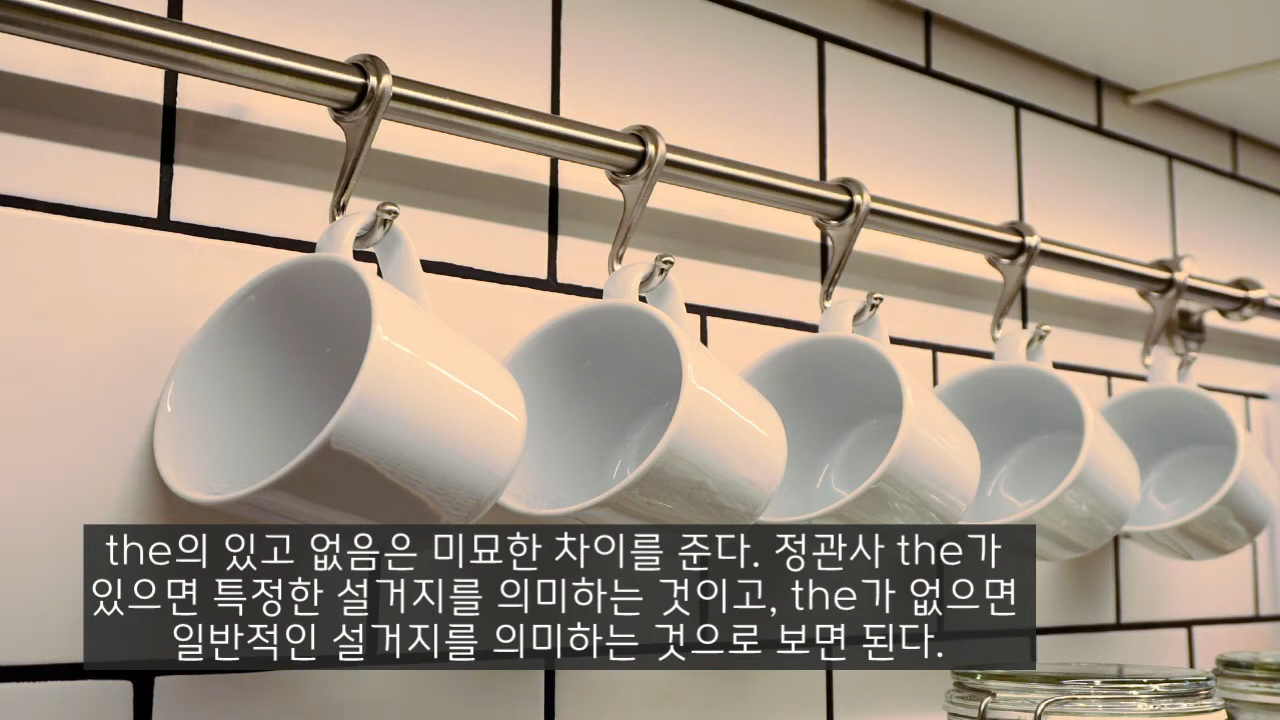 the의 있고 없음은 미묘한 차이를 준다. 정관사 the가
있으면 특정한 설거지를 의미하는 것이고, the가 없으면
일반적인 설거지를 의미하는 것으로 보면 된다.